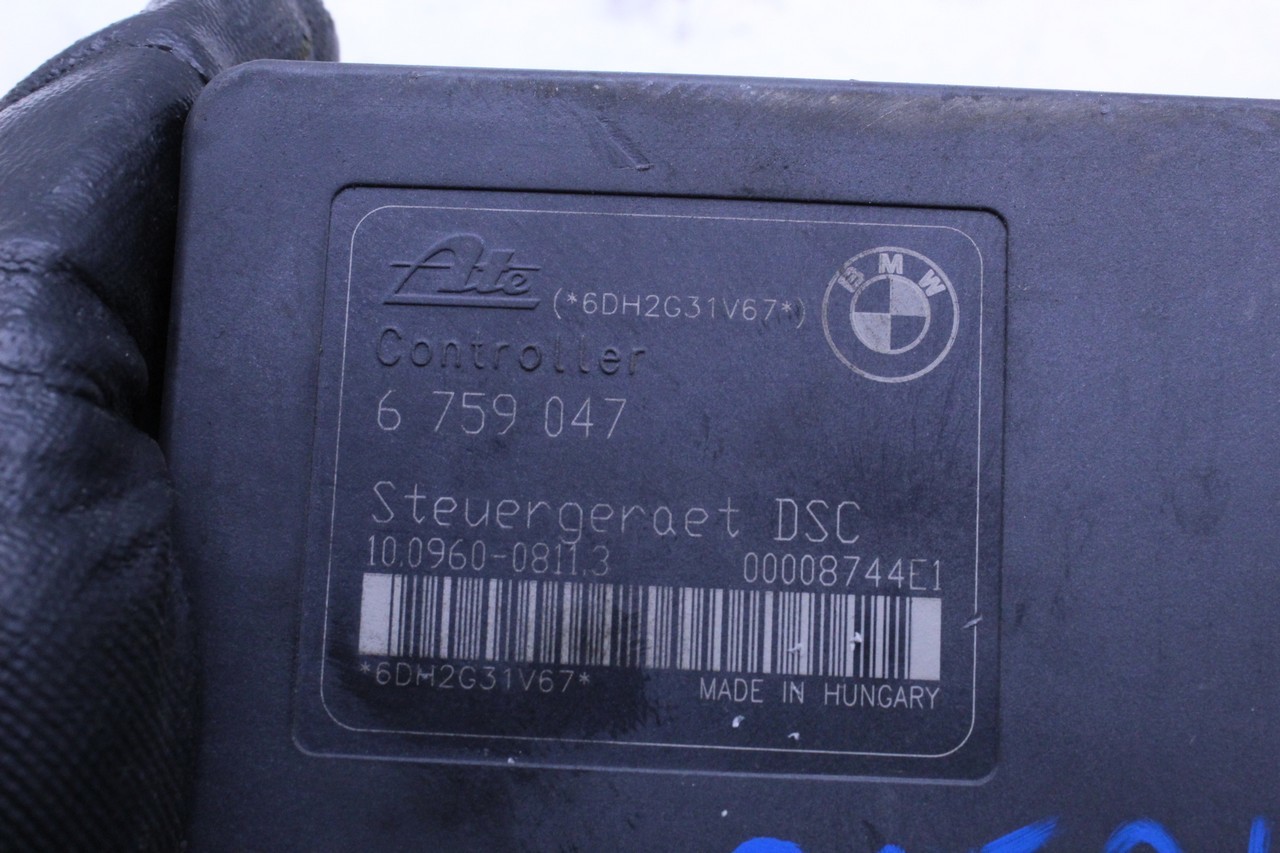 Ate (*6DH2G31V67*)
BMW
Controller
6 759 047
Steuergeraet DSC
10.0960-0811.3 00008744E1
*6DH2G31V67*
MADE IN HUNGARY